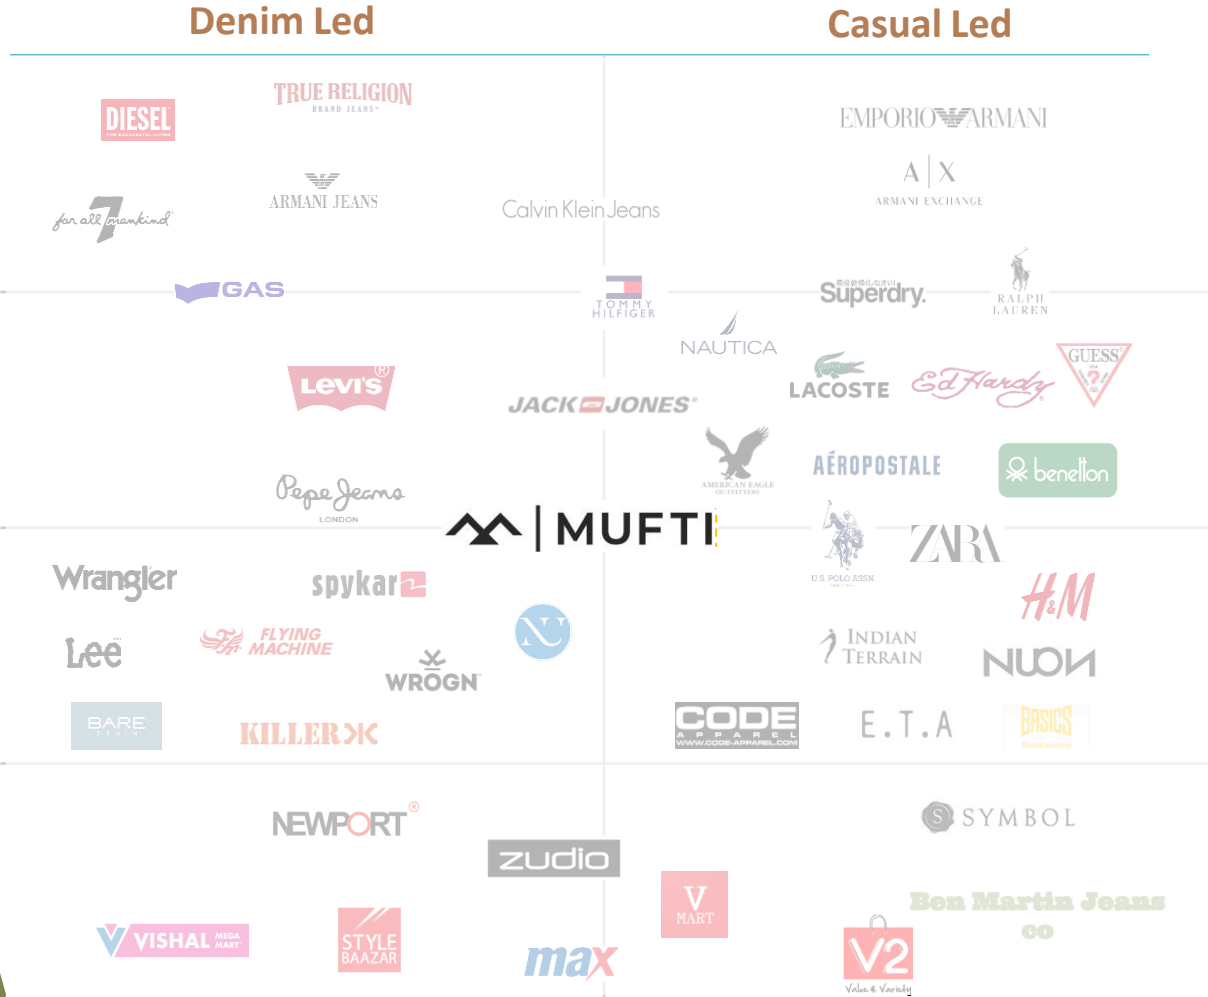 Denim Led
Casual Led
DIESEL
FOR SUCCESSFUL LIVING
TRUE RELIGION
BRAND JEANS
EMPORIO ARMANI
A|X
ARMANI EXCHANGE
for all 7 mankind
ARMANI JEANS
Calvin Klein Jeans
GAS
TOMMY
HILFIGER
Superdry.
RALPH
LAUREN
NAUTICA
LEVI'S®
JACK JONES®
LACOSTE
Ed Hardy
GUESS
?
AMERICAN EAGLE
OUTFITTERS
AÉROPOSTALE
benetton
Pepe Jeans
LONDON
MUFTI
U.S. POLO ASSN.
ZARA
Wrangler
spykar
H&M
Lee
FLYING
MACHINE
WROGN
NU
INDIAN
TERRAIN
NUON
BARE
DENIM
KILLER
CODE
APPAREL
WWW.CODE-APPAREL.COM
E.T.A
BASICS
NEWPORT®
zudio
S SYMBOL
V
MART
Ben Martin Jeans
CO
VISHAL MEGA
MART
STYLE
BAAZAR
max
V2
Value & Variety